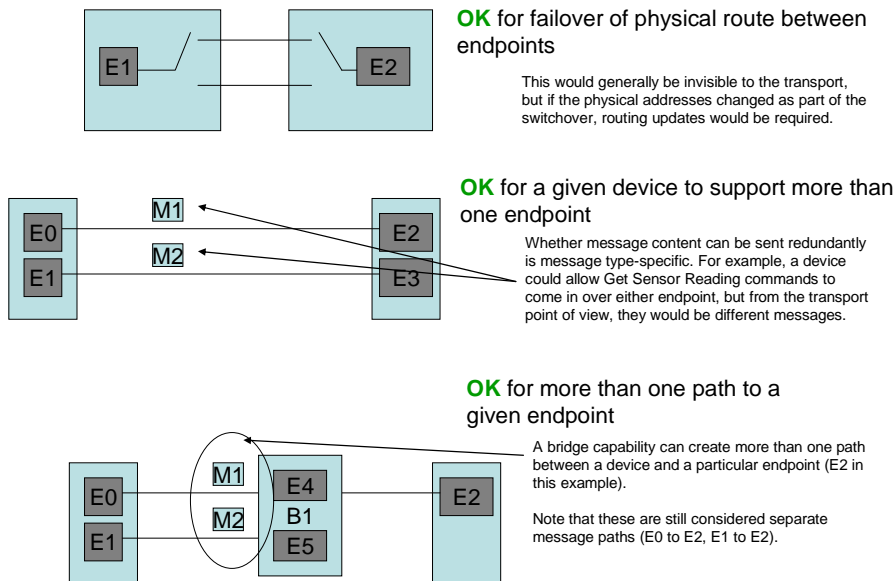 OK for failover of physical route between
endpoints
E1
E2
This would generally be invisible to the transport,
but if the physical addresses changed as part of the
switchover, routing updates would be required.
OK for a given device to support more than
one endpoint
M1
E0
E2
M2
E1
E3
Whether message content can be sent redundantly
is message type-specific. For example, a device
could allow Get Sensor Reading commands to
come in over either endpoint, but from the transport
point of view, they would be different messages.
OK for more than one path to a
given endpoint
M1
E0
E4
E2
M2
B1
E1
E5
A bridge capability can create more than one path
between a device and a particular endpoint (E2 in
this example).
Note that these are still considered separate
message paths (E0 to E2, E1 to E2).